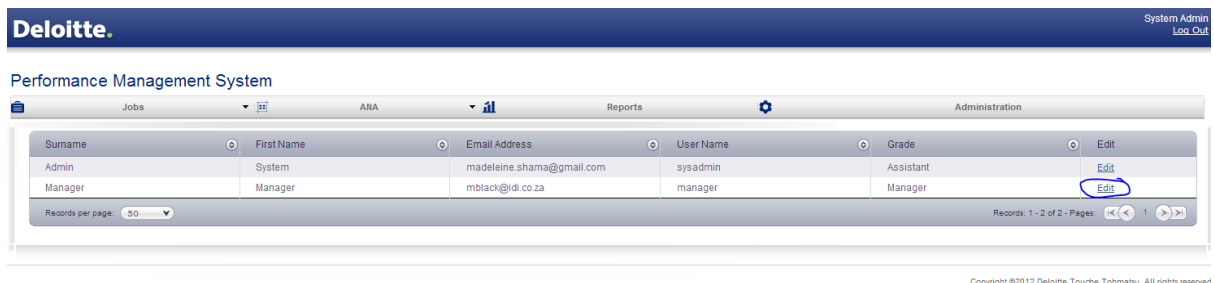 System Admin
Log Out
Deloitte.
Performance Management System
Jobs ANA Reports Administration
Surname First Name Email Address User Name Grade Edit
Admin System madeleine.shama@gmail.com sysadmin Assistant Edit
Manager Manager mblack@idi.co.za manager Manager Edit
Records per page: 50 Records: 1 - 2 of 2 - Pages: 1
Copyright ©2012 Deloitte Touche Tohmatsu. All rights reserved